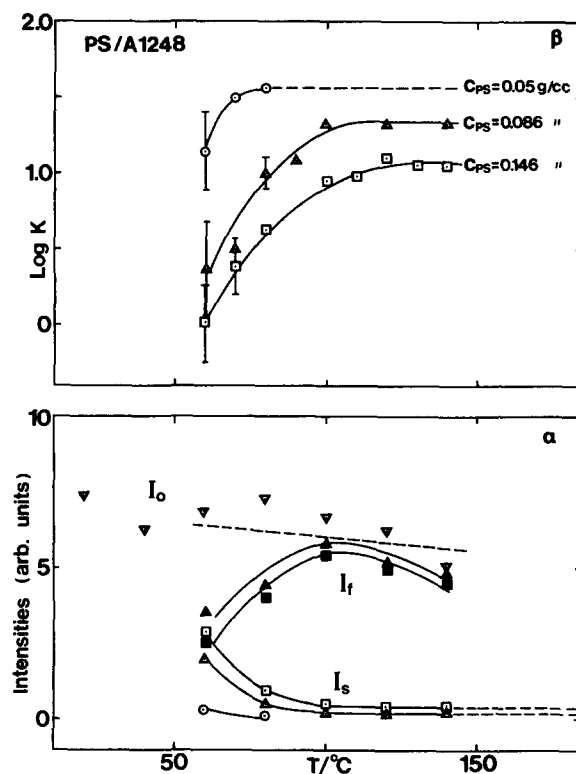 2.0
PS/A1248
β
C_PS=0.05 g/cc
C_PS=0.086 "
1.0
C_PS=0.146 "
Log K
0
10
α
I_o
Intensities (arb. units)
5
I_f
I_s
0
50
T/°C
150